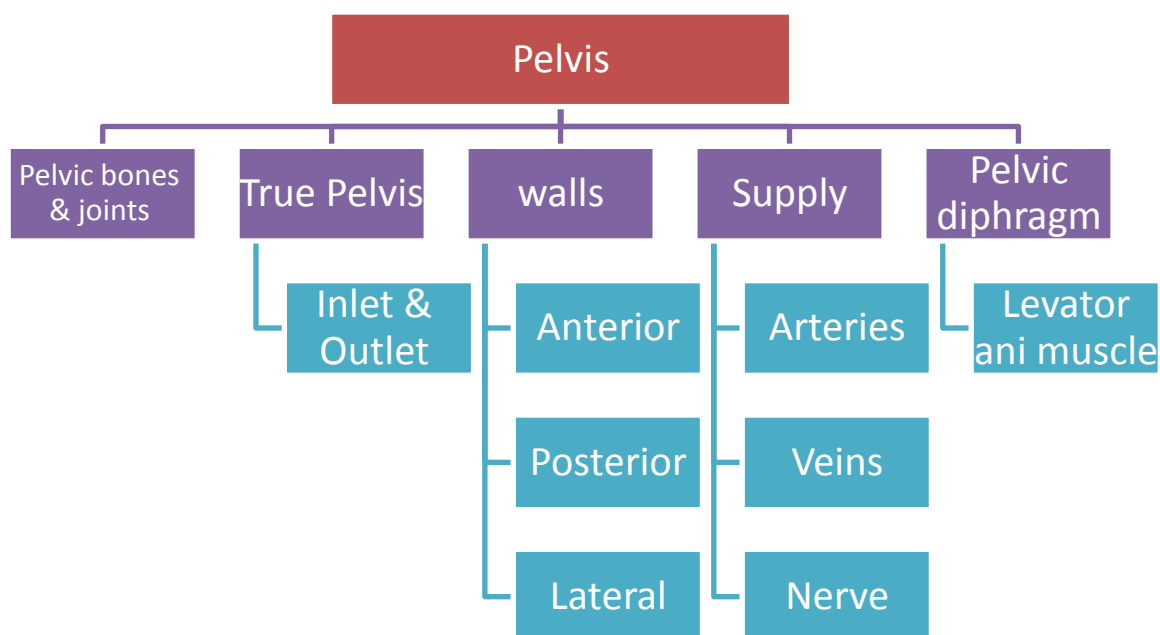 Pelvis
Pelvic bones
& joints
True Pelvis
walls
Supply
Pelvic
diphragm
Inlet &
Outlet
Anterior
Arteries
Levator
ani muscle
Posterior
Veins
Lateral
Nerve